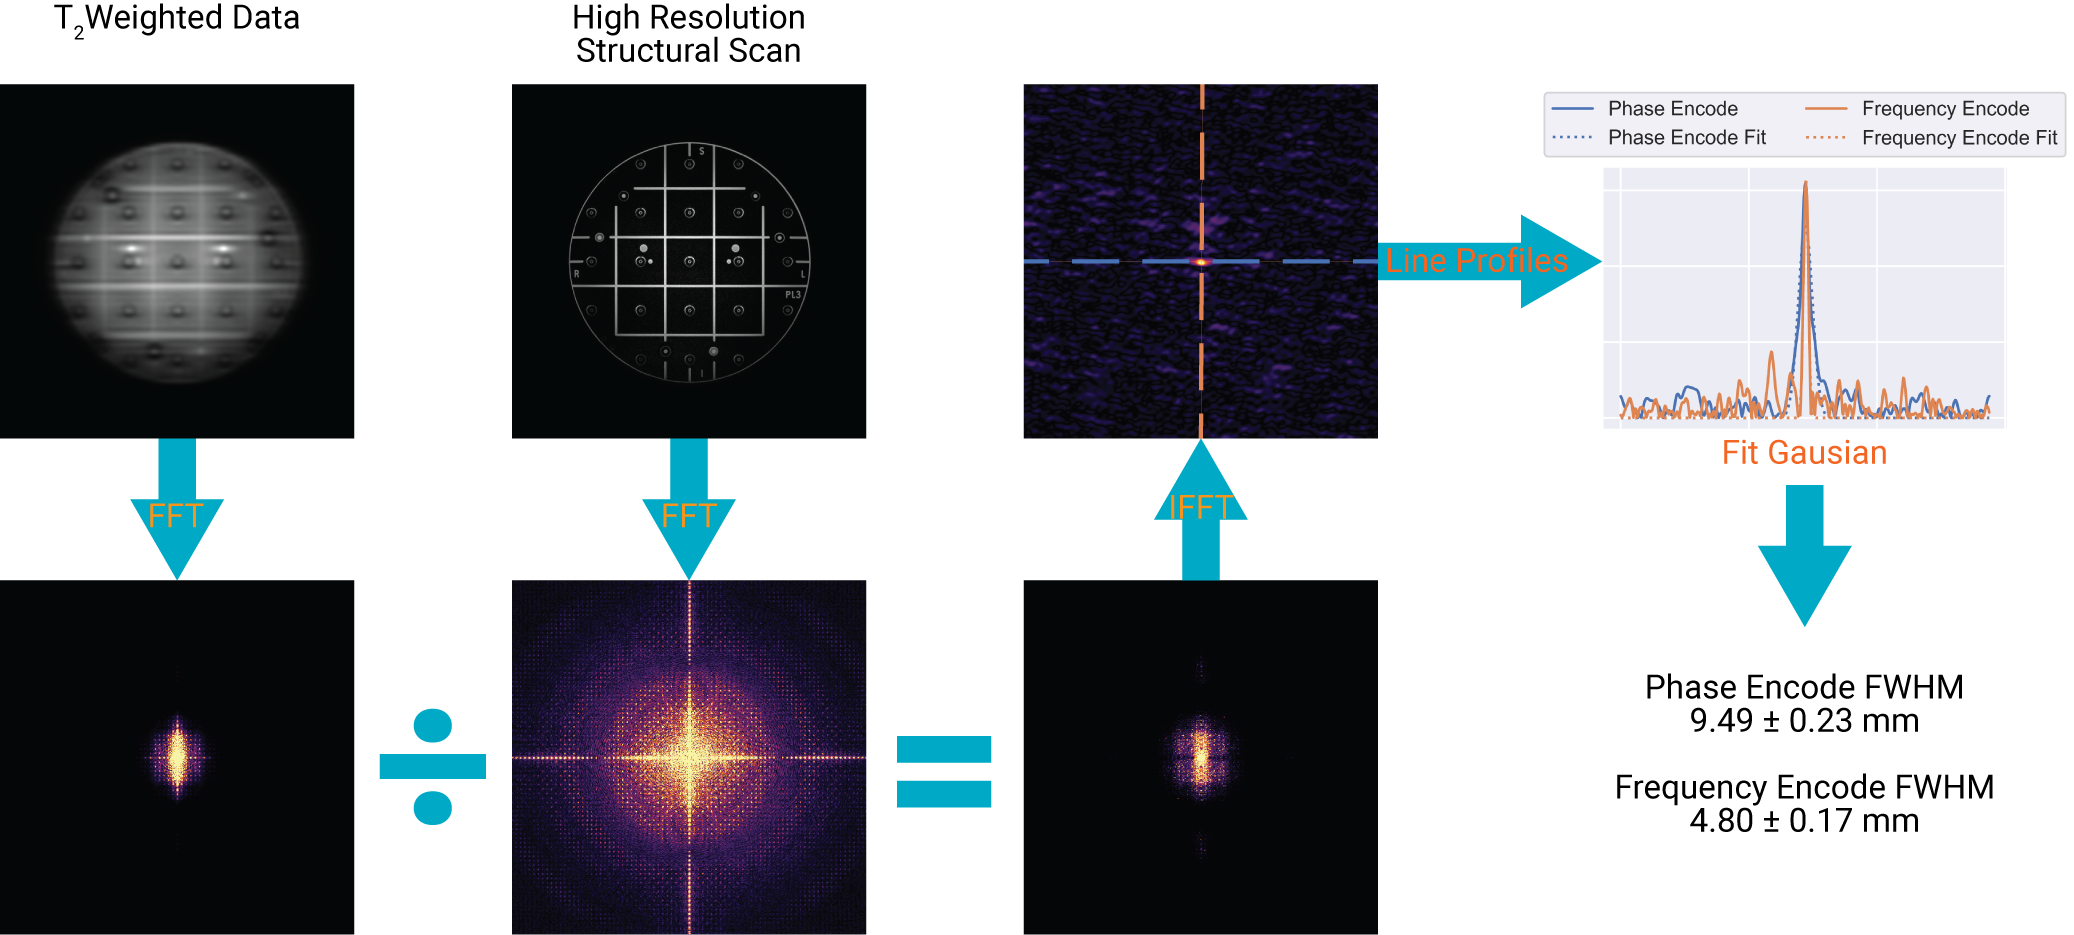 T₂Weighted Data
High Resolution
Structural Scan
S
R
L
PL3
I
Phase Encode
Frequency Encode
Phase Encode Fit
Frequency Encode Fit
Line Profiles
Fit Gausian
FFT
FFT
IFFT
Phase Encode FWHM
9.49 ± 0.23 mm
Frequency Encode FWHM
4.80 ± 0.17 mm